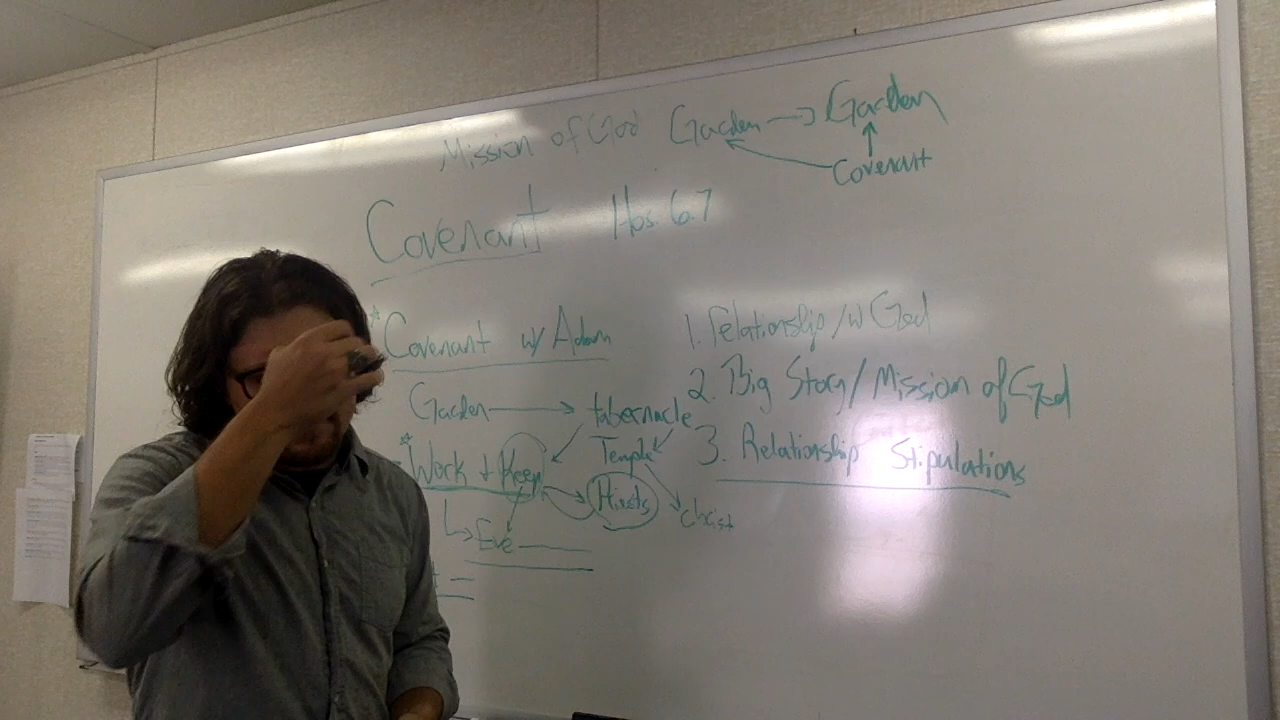 Mission of God Garden → Garden
Covenant
Covenant Hos. 6.7
* Covenant w/ Adam
Garden → tabernacle
Temple
* Work + Keep
Christ
↳ Eve
=
1. Relationship / w God
2. Big Story / Mission of God
3. Relationship Stipulations